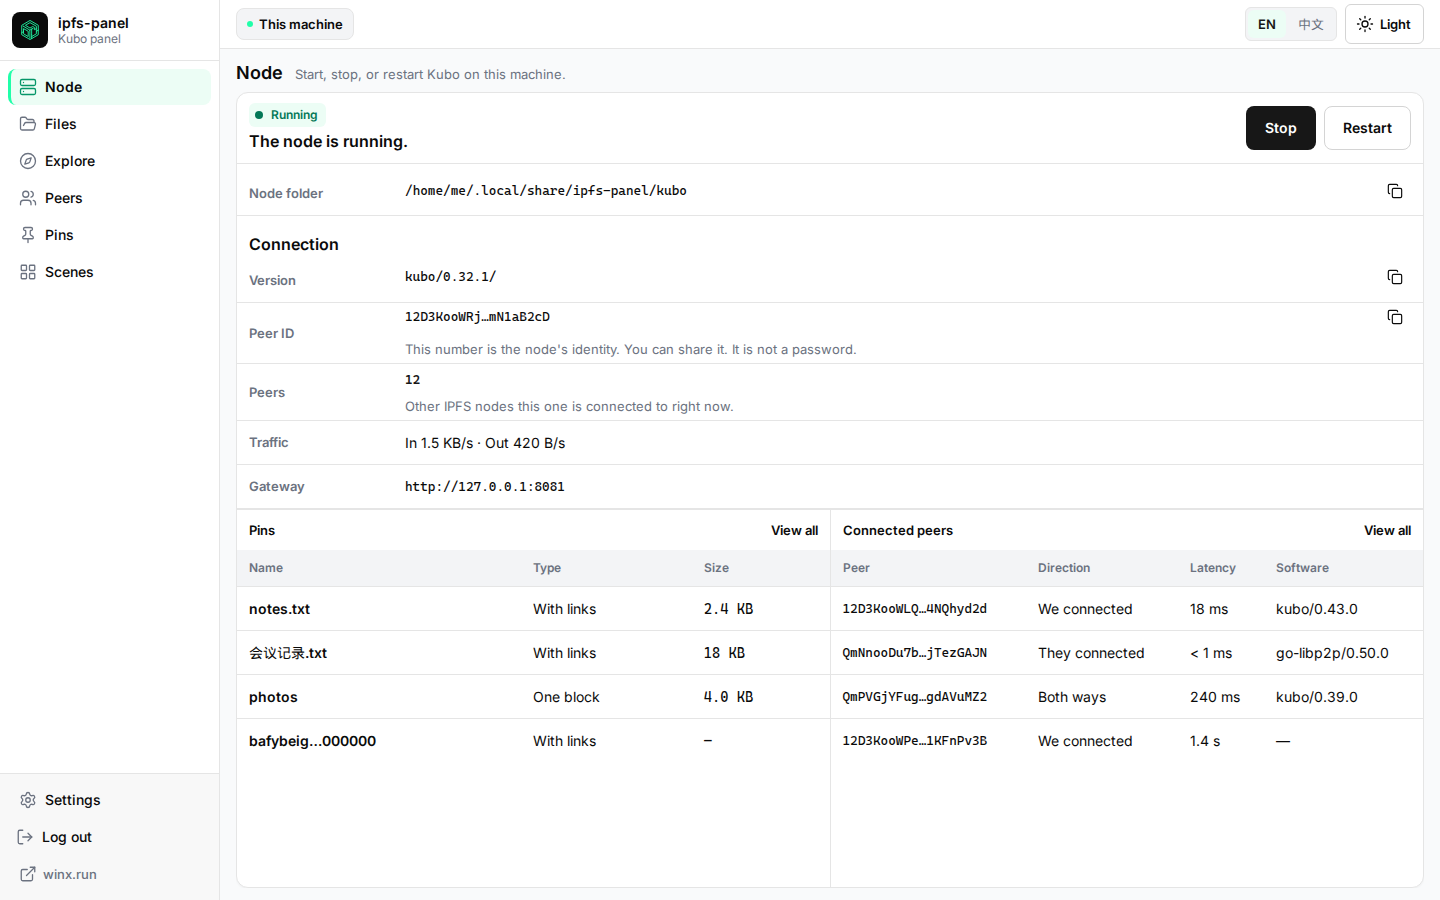 ipfs-panel
Kubo panel
Node
Files
Explore
Peers
Pins
Scenes
Settings
Log out
winx.run
This machine
EN 中文
Light
Node Start, stop, or restart Kubo on this machine.
Running
The node is running.
Stop
Restart
Node folder /home/me/.local/share/ipfs-panel/kubo
Connection
Version kubo/0.32.1/
Peer ID 12D3KooWRj…mN1aB2cD
This number is the node's identity. You can share it. It is not a password.
Peers 12
Other IPFS nodes this one is connected to right now.
Traffic In 1.5 KB/s · Out 420 B/s
Gateway http://127.0.0.1:8081
Pins View all
Name Type Size
notes.txt With links 2.4 KB
会议记录.txt With links 18 KB
photos One block 4.0 KB
bafybeig…000000 With links –
Connected peers View all
Peer Direction Latency Software
12D3KooWLQ…4NQhyd2d We connected 18 ms kubo/0.43.0
QmNnooDu7b…jTezGAJN They connected < 1 ms go-libp2p/0.50.0
QmPVGjYFug…gdAVuMZ2 Both ways 240 ms kubo/0.39.0
12D3KooWPe…1KFnPv3B We connected 1.4 s —